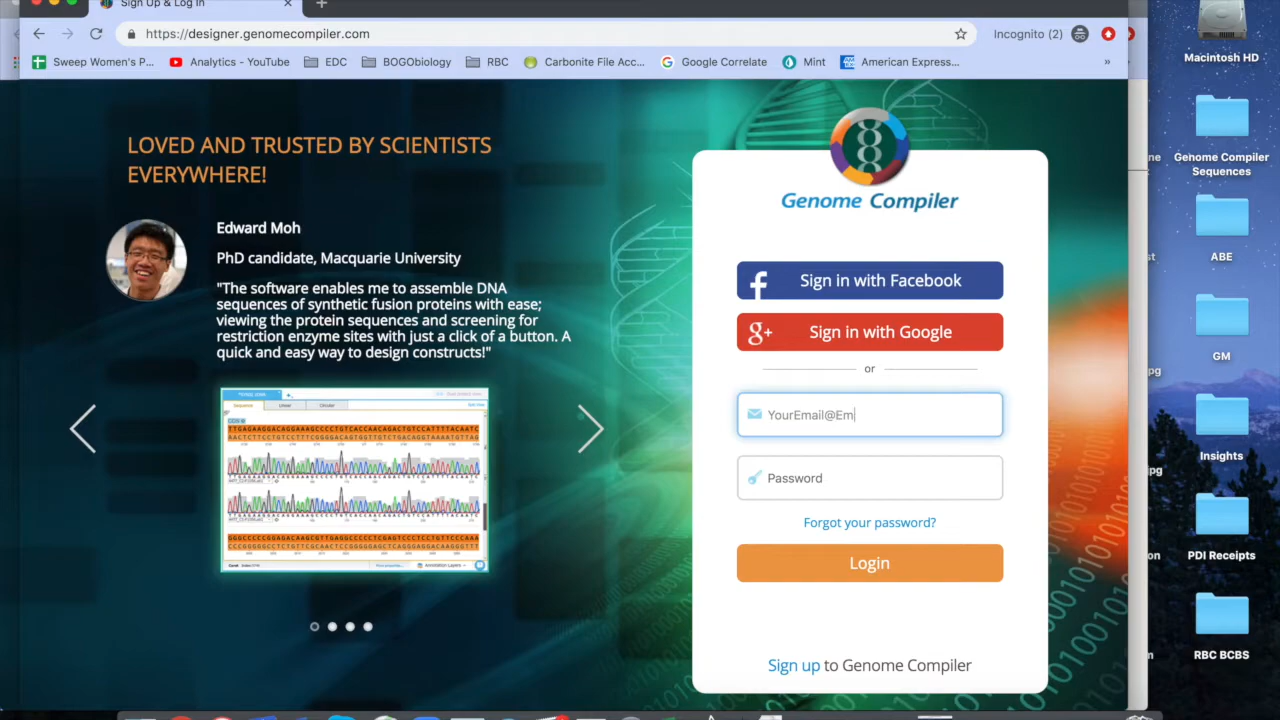 Sign Up & Log In
https://designer.genomecompiler.com
Incognito (2)
Sweep Women's P...
Analytics - YouTube
EDC
BOGObiology
RBC
Carbonite File Acc...
Google Correlate
Mint
American Express...
»
LOVED AND TRUSTED BY SCIENTISTS
EVERYWHERE!
Edward Moh
PhD candidate, Macquarie University
"The software enables me to assemble DNA
sequences of synthetic fusion proteins with ease;
viewing the protein sequences and screening for
restriction enzyme sites with just a click of a button. A
quick and easy way to design constructs!"
Sequence
Linear
Circular
Genome Compiler
f Sign in with Facebook
g+ Sign in with Google
or
YourEmail@Em
Password
Forgot your password?
Login
Sign up to Genome Compiler
Macintosh HD
Genome Compiler
Sequences
ABE
GM
Insights
PDI Receipts
RBC BCBS